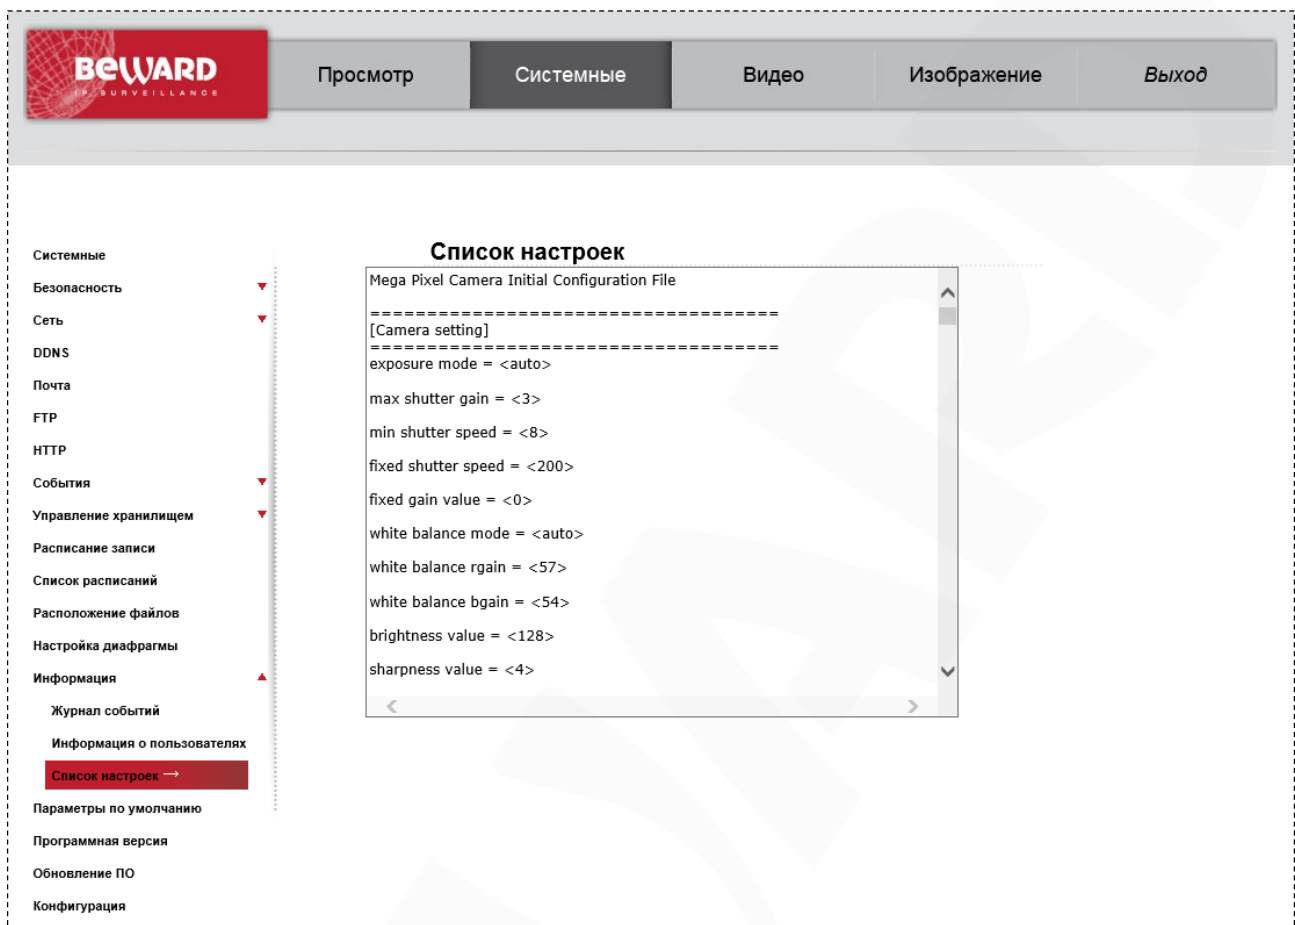 BEWARD
IP SURVEILLANCE
Просмотр
Системные
Видео
Изображение
Выход
Системные
Безопасность
Сеть
DDNS
Почта
FTP
HTTP
События
Управление хранилищем
Расписание записи
Список расписаний
Расположение файлов
Настройка диафрагмы
Информация
Журнал событий
Информация о пользователях
Список настроек →
Параметры по умолчанию
Программная версия
Обновление ПО
Конфигурация
Список настроек
Mega Pixel Camera Initial Configuration File
====================================
[Camera setting]
====================================
exposure mode = <auto>
max shutter gain = <3>
min shutter speed = <8>
fixed shutter speed = <200>
fixed gain value = <0>
white balance mode = <auto>
white balance rgain = <57>
white balance bgain = <54>
brightness value = <128>
sharpness value = <4>